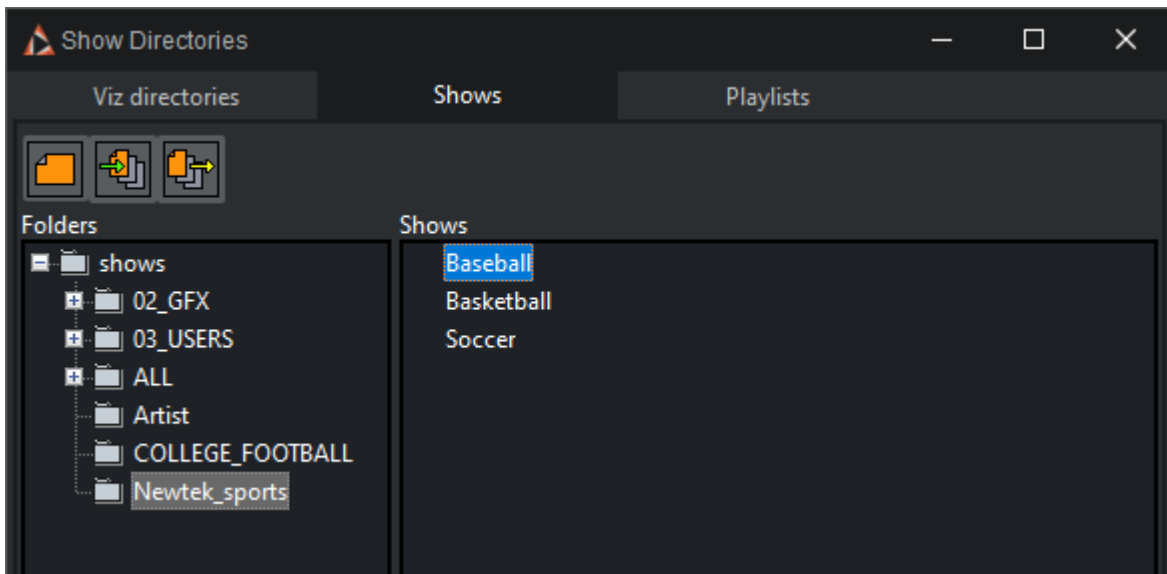 Show Directories
Viz directories Shows Playlists
Folders
shows
02_GFX
03_USERS
ALL
Artist
COLLEGE_FOOTBALL
Newtek_sports
Shows
Baseball
Basketball
Soccer